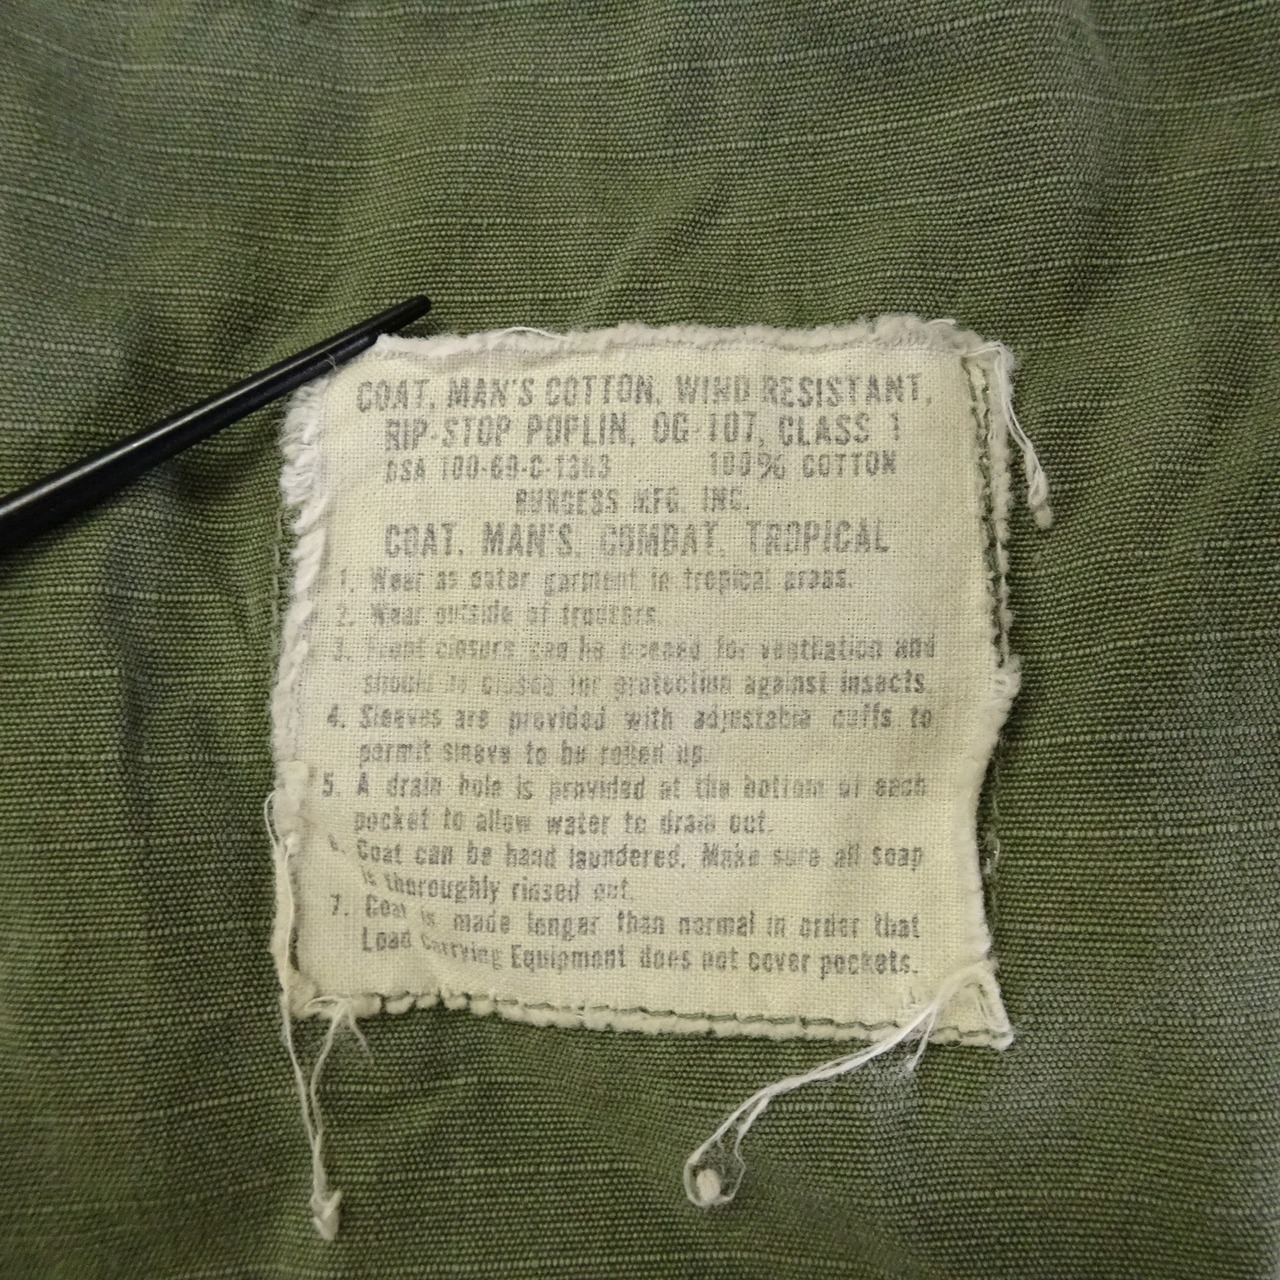 COAT, MAN'S COTTON, WIND RESISTANT,
RIP-STOP POPLIN, OG-107, CLASS 1
DSA 100-69-C-1363 100% COTTON
BURGESS MFG. INC.
COAT, MAN'S, COMBAT, TROPICAL
1. Wear as outer garment in tropical areas.
2. Wear outside of trousers.
3. Front closure can be opened for ventilation and
should be closed for protection against insects.
4. Sleeves are provided with adjustable cuffs to
permit sleeve to be rolled up.
5. A drain hole is provided at the bottom of each
pocket to allow water to drain out.
6. Coat can be hand laundered. Make sure all soap
is thoroughly rinsed out.
7. Coat is made longer than normal in order that
Load Carrying Equipment does not cover pockets.